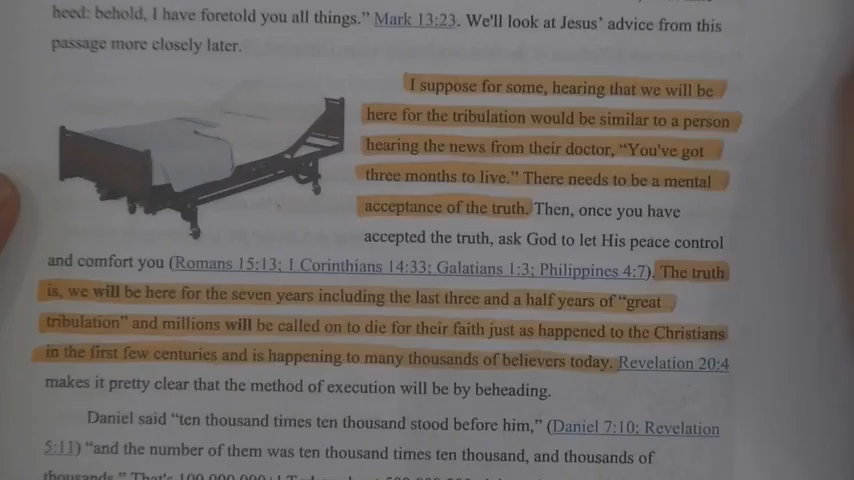 heed: behold, I have foretold you all things.” Mark 13:23. We'll look at Jesus’ advice from this
passage more closely later.
I suppose for some, hearing that we will be
here for the tribulation would be similar to a person
hearing the news from their doctor, “You've got
three months to live.” There needs to be a mental
acceptance of the truth. Then, once you have
accepted the truth, ask God to let His peace control
and comfort you (Romans 15:13; 1 Corinthians 14:33; Galatians 1:3; Philippines 4:7). The truth
is, we will be here for the seven years including the last three and a half years of “great
tribulation” and millions will be called on to die for their faith just as happened to the Christians
in the first few centuries and is happening to many thousands of believers today. Revelation 20:4
makes it pretty clear that the method of execution will be by beheading.
Daniel said “ten thousand times ten thousand stood before him,” (Daniel 7:10; Revelation
5:11) “and the number of them was ten thousand times ten thousand, and thousands of
thousands.” That's 100,000,000+!